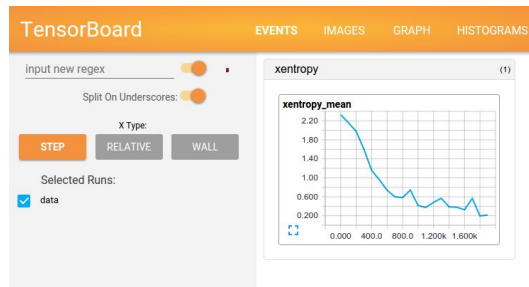 TensorBoard
EVENTS IMAGES GRAPH HISTOGRAMS
input new regex
Split On Underscores:
X Type:
STEP RELATIVE WALL
Selected Runs:
data
xentropy (1)
xentropy_mean
2.20
1.80
1.40
1.00
0.600
0.200
0.000 400.0 800.0 1.200k 1.600k